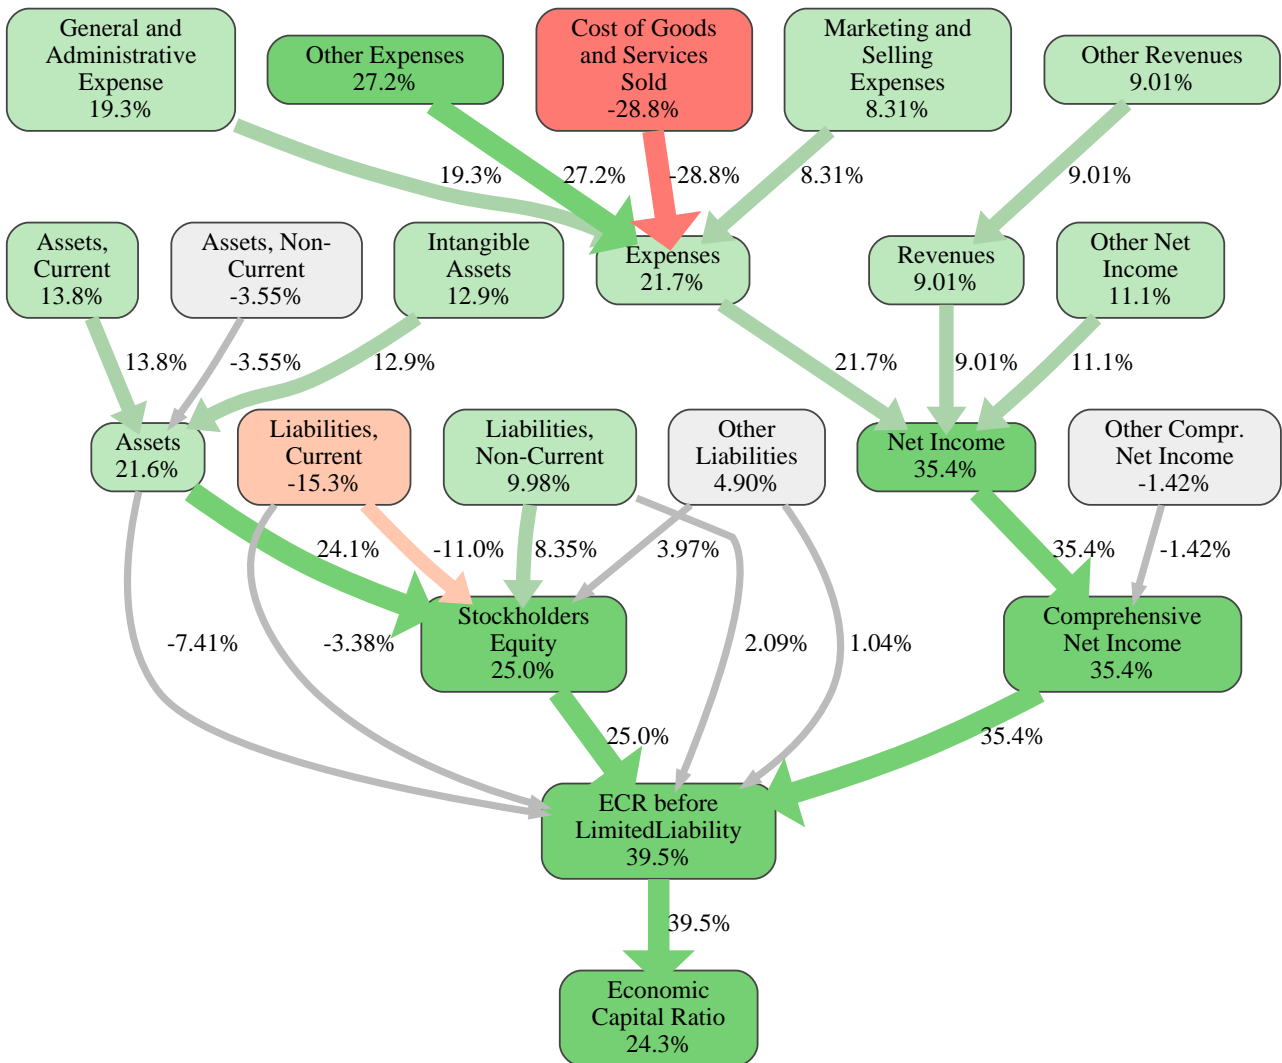 General and
Administrative
Expense
19.3%
Other Expenses
27.2%
Cost of Goods
and Services
Sold
-28.8%
Marketing and
Selling
Expenses
8.31%
Other Revenues
9.01%
19.3%
27.2%
-28.8%
8.31%
9.01%
Assets,
Current
13.8%
Assets, Non-
Current
-3.55%
Intangible
Assets
12.9%
Expenses
21.7%
Revenues
9.01%
Other Net
Income
11.1%
13.8%
-3.55%
12.9%
21.7%
9.01%
11.1%
Assets
21.6%
Liabilities,
Current
-15.3%
Liabilities,
Non-Current
9.98%
Other
Liabilities
4.90%
Net Income
35.4%
Other Compr.
Net Income
-1.42%
24.1%
-11.0%
8.35%
3.97%
35.4%
-1.42%
Stockholders
Equity
25.0%
Comprehensive
Net Income
35.4%
-7.41%
-3.38%
2.09%
1.04%
25.0%
35.4%
ECR before
LimitedLiability
39.5%
39.5%
Economic
Capital Ratio
24.3%